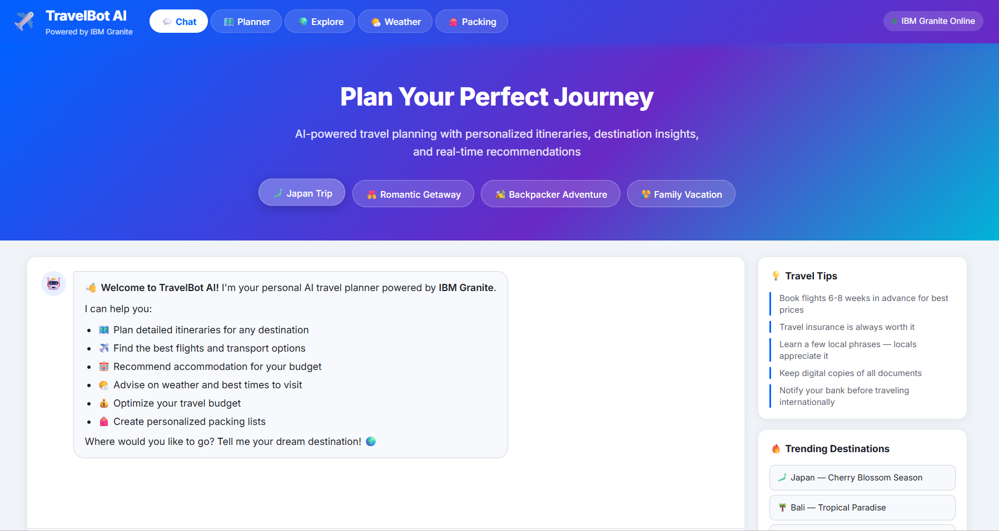 TravelBot AI
Powered by IBM Granite
Chat
Planner
Explore
Weather
Packing
IBM Granite Online
Plan Your Perfect Journey
AI-powered travel planning with personalized itineraries, destination insights,
and real-time recommendations
Japan Trip
Romantic Getaway
Backpacker Adventure
Family Vacation
Welcome to TravelBot AI! I'm your personal AI travel planner powered by IBM Granite.
I can help you:
Plan detailed itineraries for any destination
Find the best flights and transport options
Recommend accommodation for your budget
Advise on weather and best times to visit
Optimize your travel budget
Create personalized packing lists
Where would you like to go? Tell me your dream destination!
Travel Tips
Book flights 6-8 weeks in advance for best
prices
Travel insurance is always worth it
Learn a few local phrases — locals
appreciate it
Keep digital copies of all documents
Notify your bank before traveling
internationally
Trending Destinations
Japan — Cherry Blossom Season
Bali — Tropical Paradise